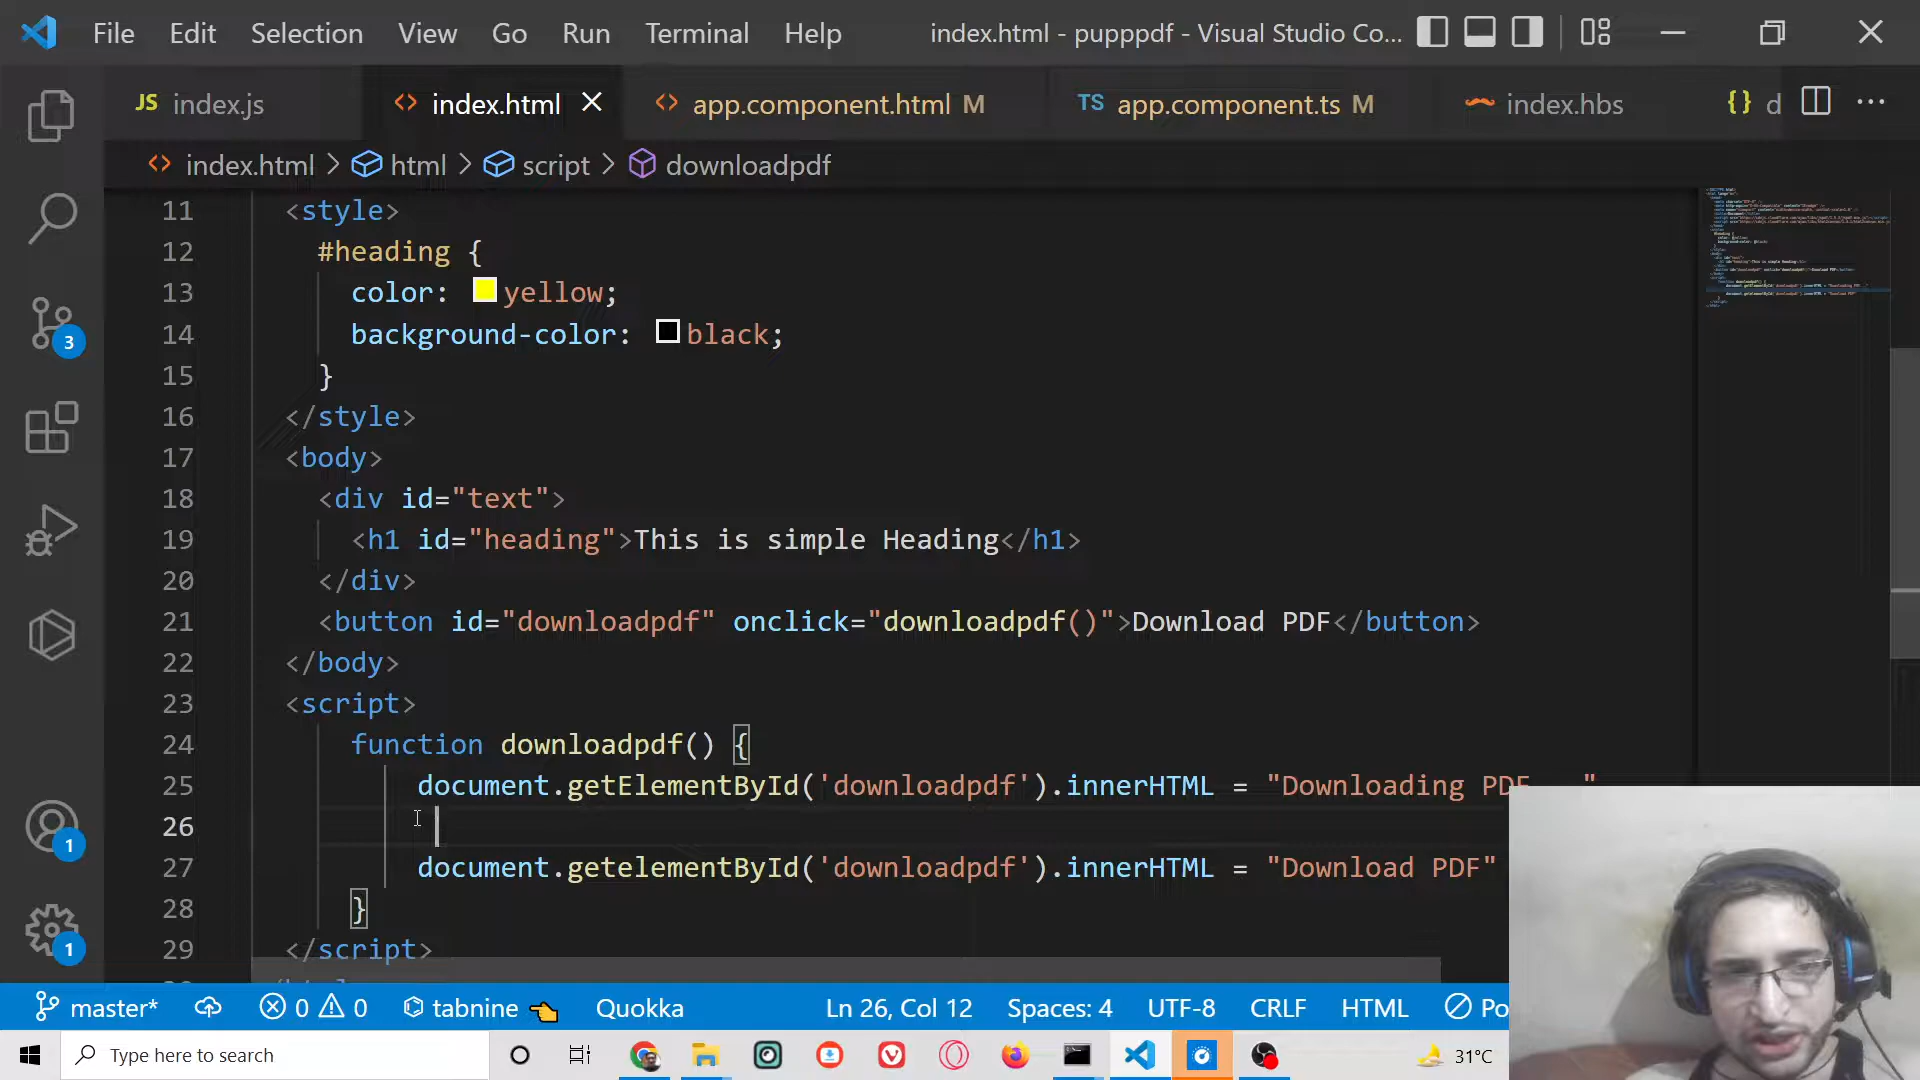 File Edit Selection View Go Run Terminal Help index.html - pupppdf - Visual Studio Co...
JS index.js <> index.html <> app.component.html M TS app.component.ts M index.hbs {} d ...
<> index.html > html > script > downloadpdf
11 <style>
12 #heading {
13 color: yellow;
14 background-color: black;
15 }
16 </style>
17 <body>
18 <div id="text">
19 <h1 id="heading">This is simple Heading</h1>
20 </div>
21 <button id="downloadpdf" onclick="downloadpdf()">Download PDF</button>
22 </body>
23 <script>
24 function downloadpdf() {
25 document.getElementById('downloadpdf').innerHTML = "Downloading PDF "
26
27 document.getelementById('downloadpdf').innerHTML = "Download PDF"
28 }
29 </script>
3
1
1
master* 0 0 tabnine Quokka Ln 26, Col 12 Spaces: 4 UTF-8 CRLF HTML Po
Type here to search 31°C